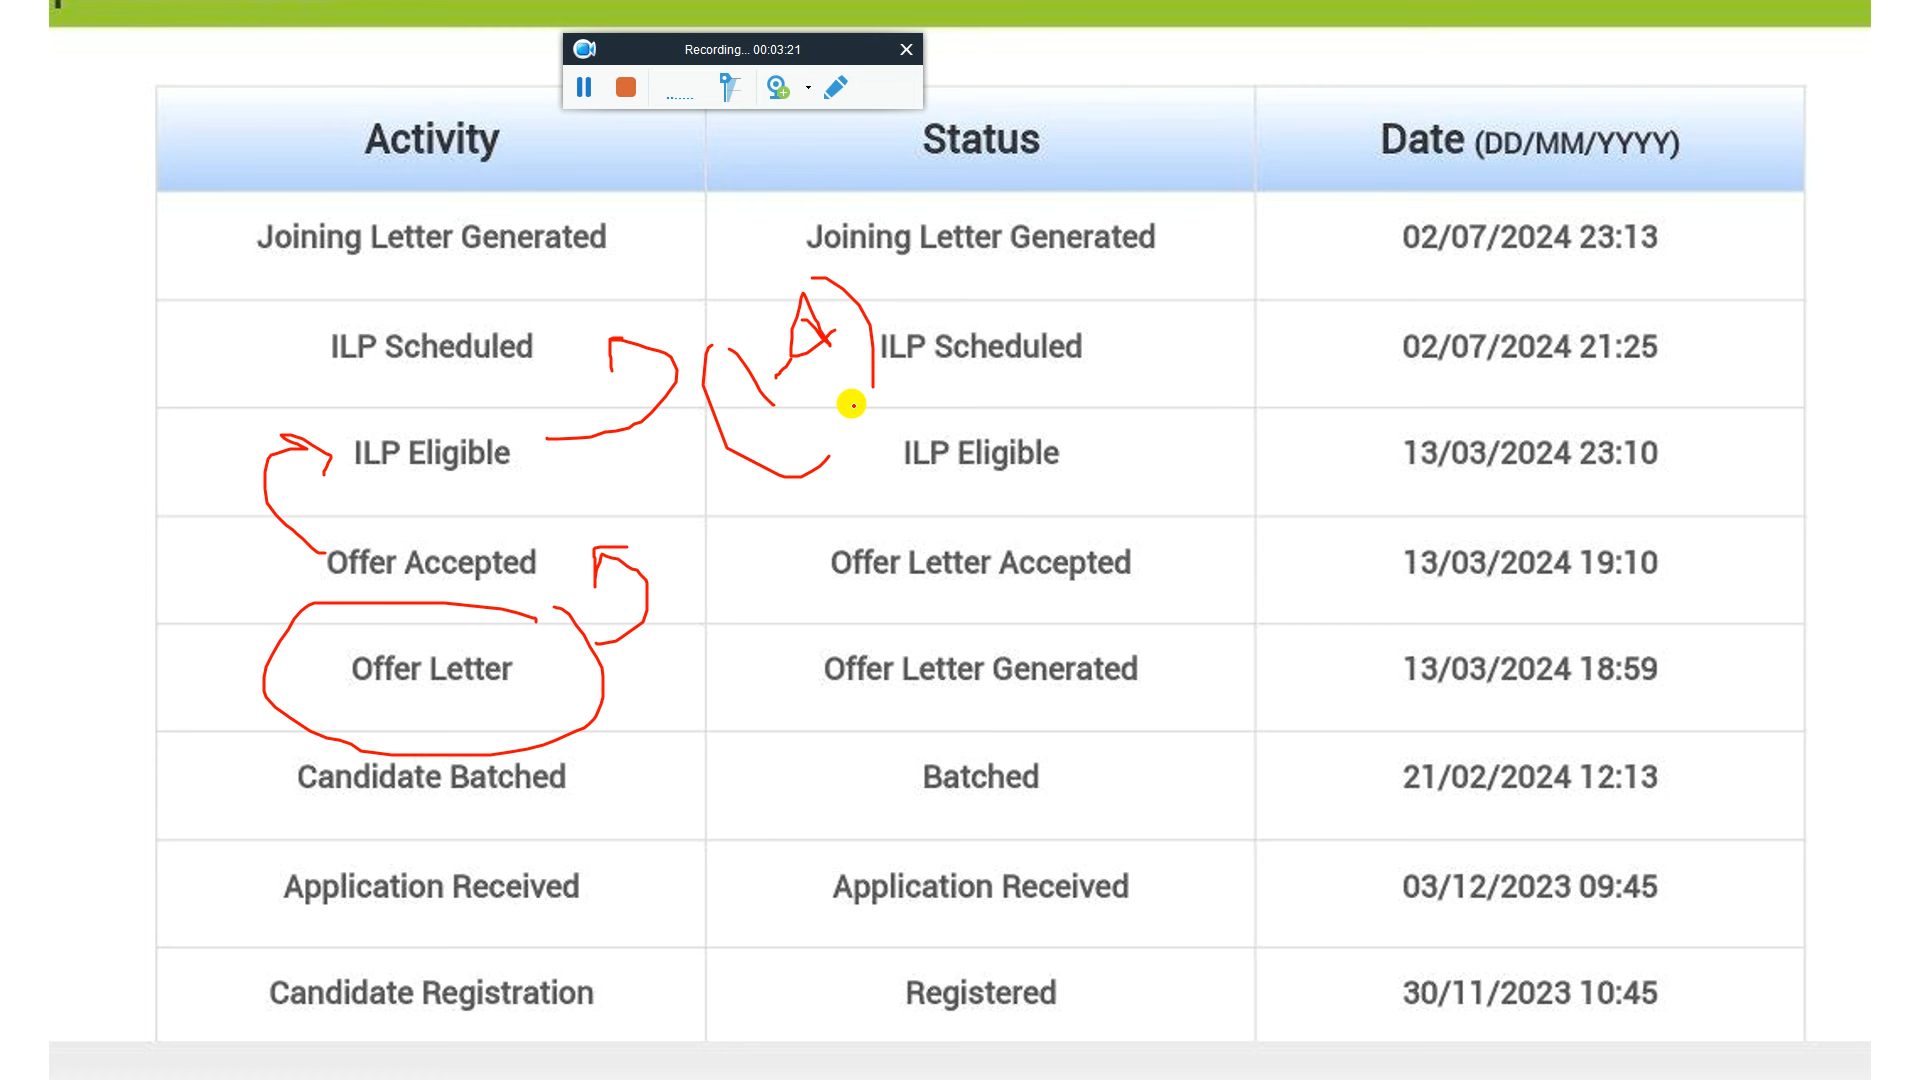 Recording... 00:03:21
Activity Status Date (DD/MM/YYYY)
Joining Letter Generated Joining Letter Generated 02/07/2024 23:13
ILP Scheduled ILP Scheduled 02/07/2024 21:25
ILP Eligible ILP Eligible 13/03/2024 23:10
Offer Accepted Offer Letter Accepted 13/03/2024 19:10
Offer Letter Offer Letter Generated 13/03/2024 18:59
Candidate Batched Batched 21/02/2024 12:13
Application Received Application Received 03/12/2023 09:45
Candidate Registration Registered 30/11/2023 10:45